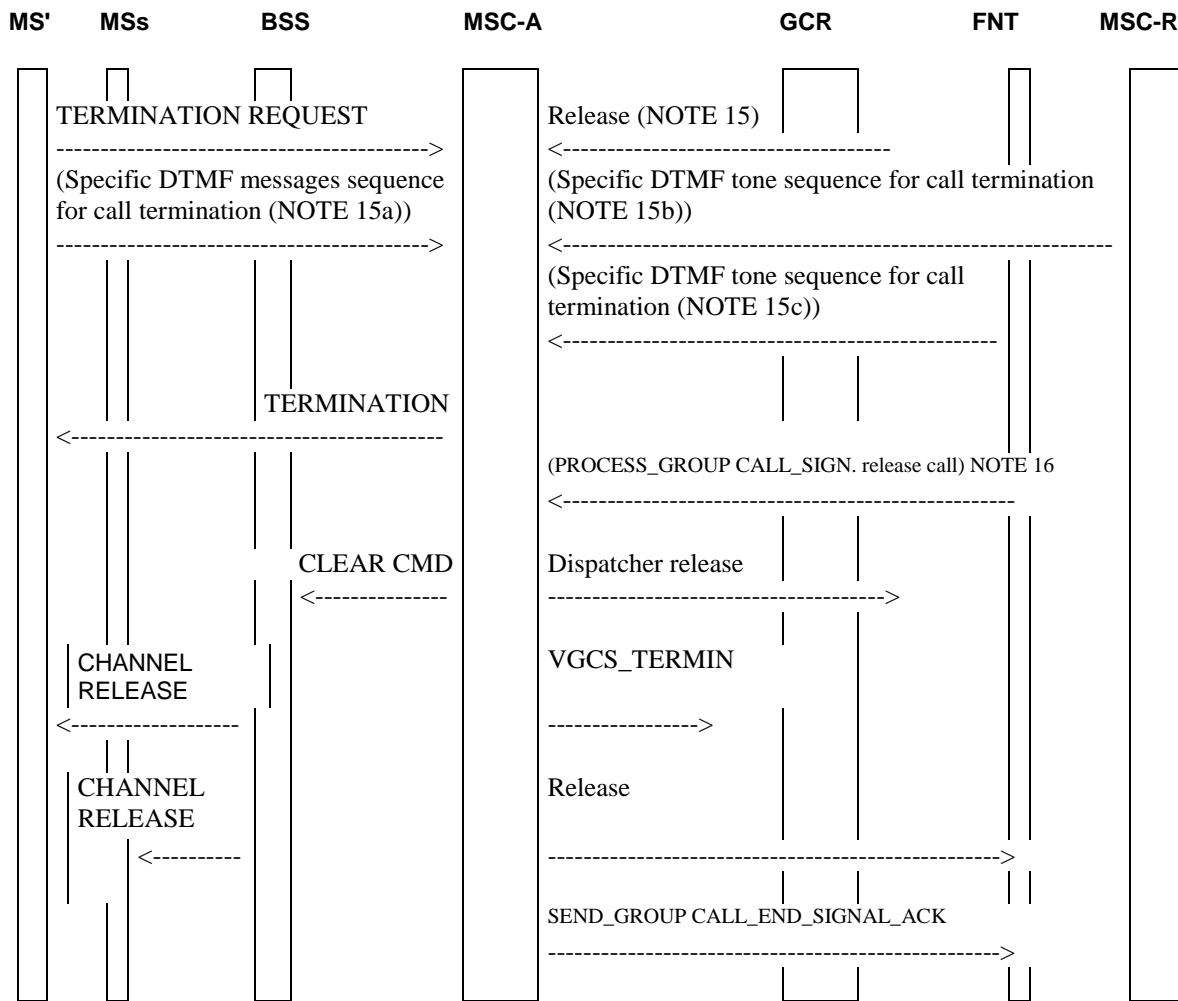 MS' MSs BSS MSC-A GCR FNT MSC-R
TERMINATION REQUEST
Release (NOTE 15)
(Specific DTMF messages sequence
for call termination (NOTE 15a))
(Specific DTMF tone sequence for call termination
(NOTE 15b))
(Specific DTMF tone sequence for call
termination (NOTE 15c))
TERMINATION
(PROCESS_GROUP CALL_SIGN. release call) NOTE 16
CLEAR CMD
Dispatcher release
CHANNEL
RELEASE
VGCS_TERMIN
CHANNEL
RELEASE
Release
SEND_GROUP CALL_END_SIGNAL_ACK